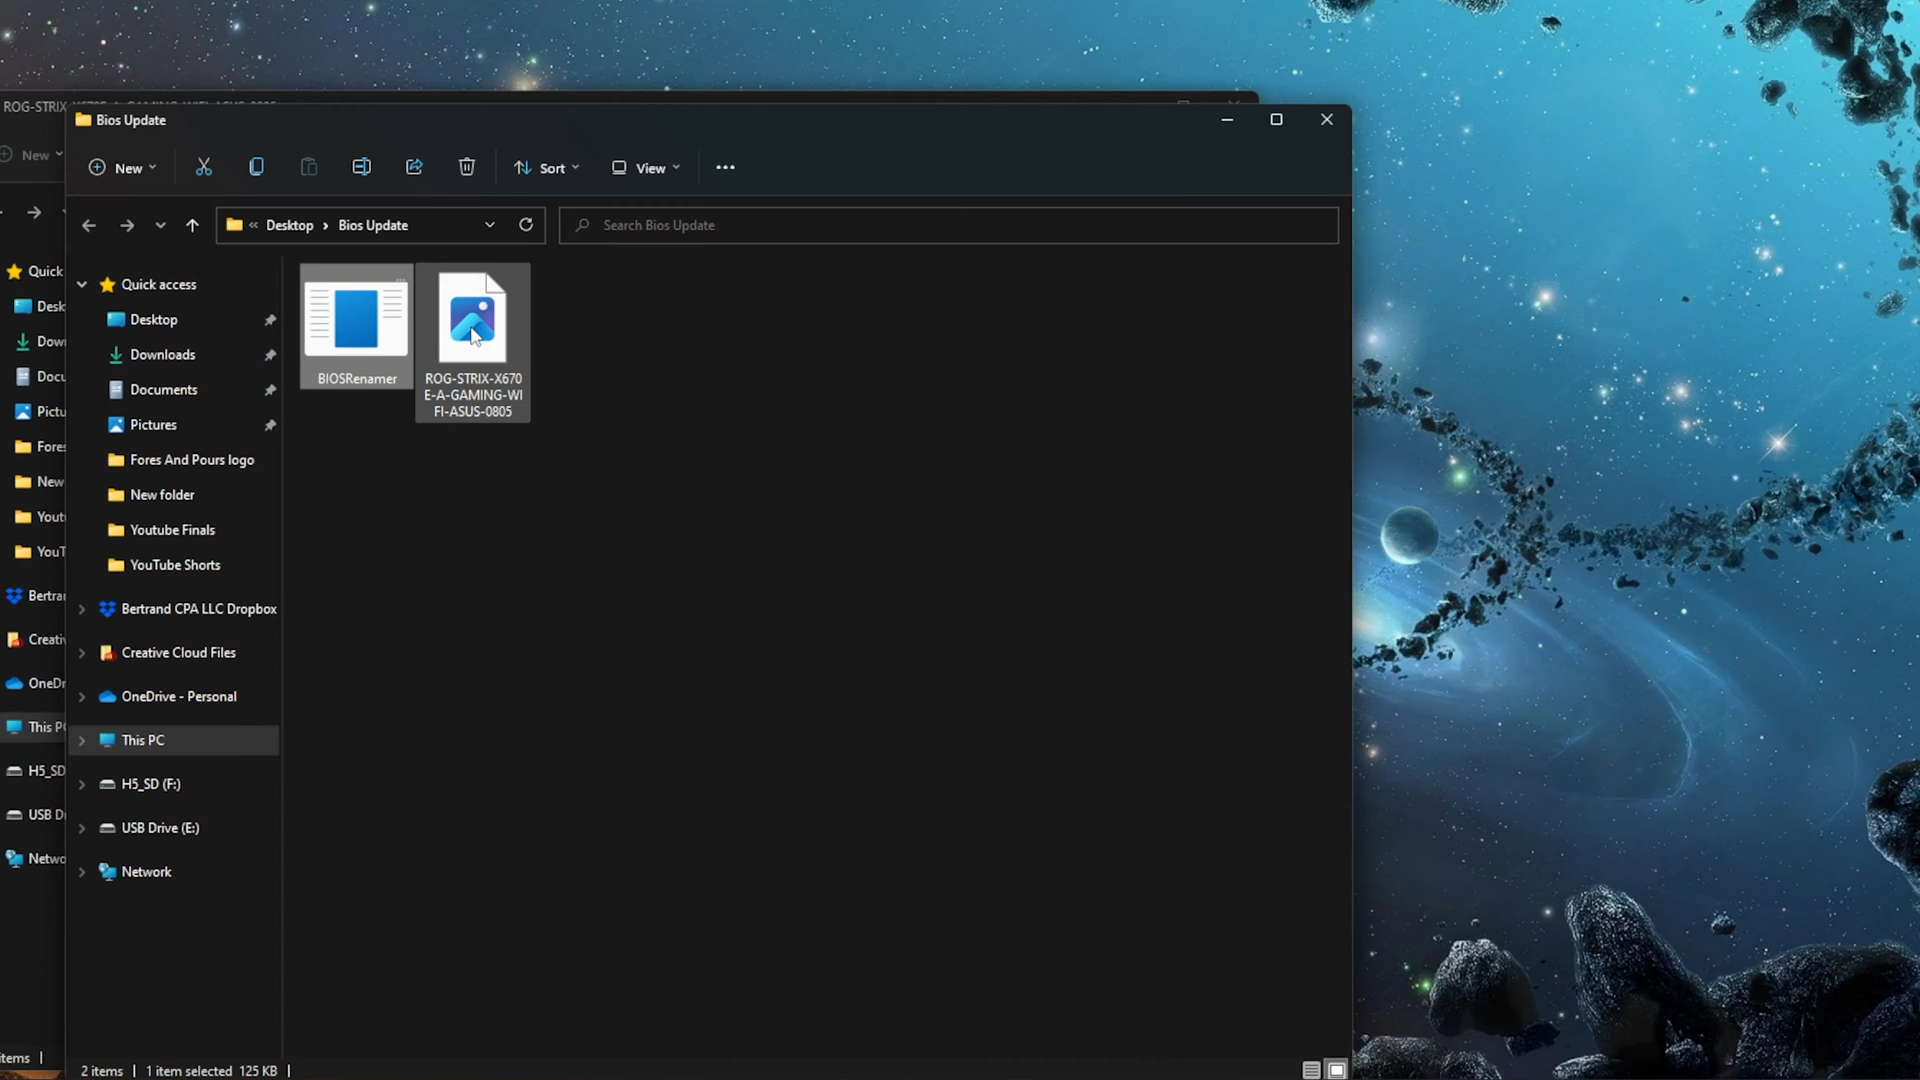 ROG-STRIX
New
Quick
Desk
Dow
Docu
Pictu
Fores
New
Yout
YouT
Bertra
Creati
OneDr
This P
H5_SD
USB D
Netwo
items
Bios Update
New
Sort
View
Desktop › Bios Update
Search Bios Update
Quick access
Desktop
Downloads
Documents
Pictures
Fores And Pours logo
New folder
Youtube Finals
YouTube Shorts
Bertrand CPA LLC Dropbox
Creative Cloud Files
OneDrive - Personal
This PC
H5_SD (F:)
USB Drive (E:)
Network
BIOSRenamer
ROG-STRIX-X670
E-A-GAMING-WI
FI-ASUS-0805
2 items
1 item selected 125 KB